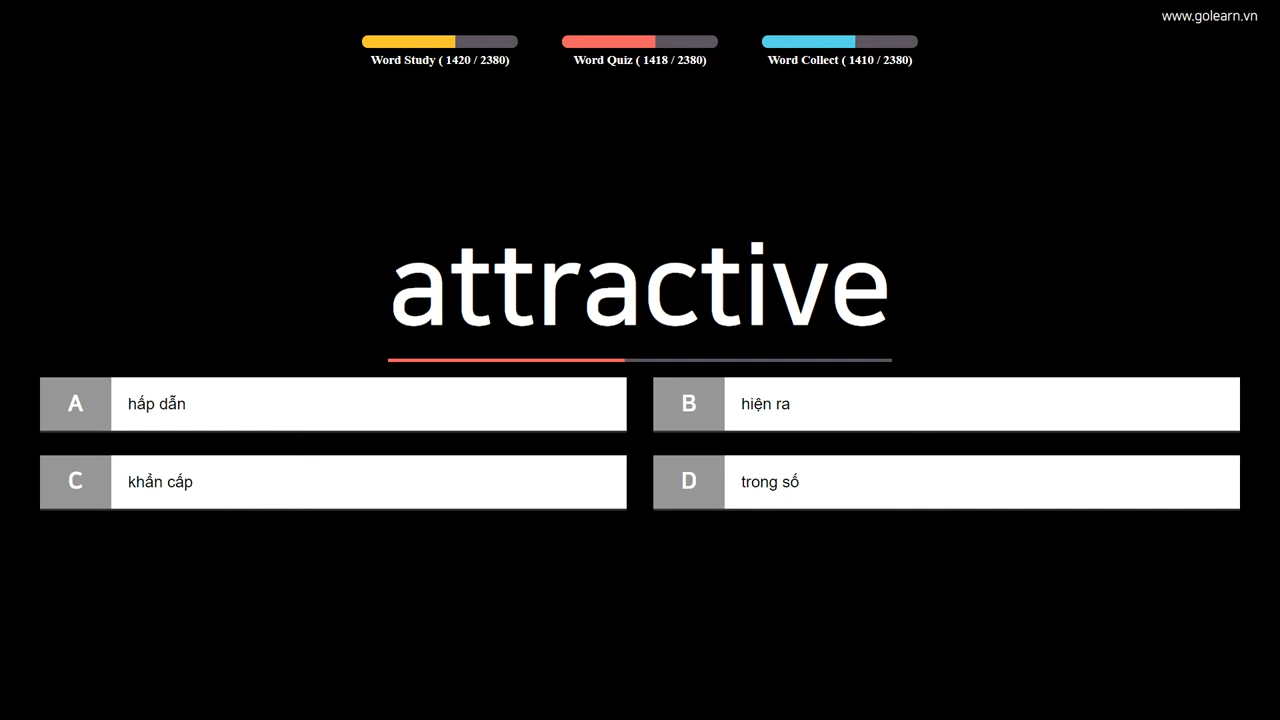 www.golearn.vn
Word Study ( 1420 / 2380)
Word Quiz ( 1418 / 2380)
Word Collect ( 1410 / 2380)
attractive
A hấp dẫn
B hiện ra
C khẩn cấp
D trong số